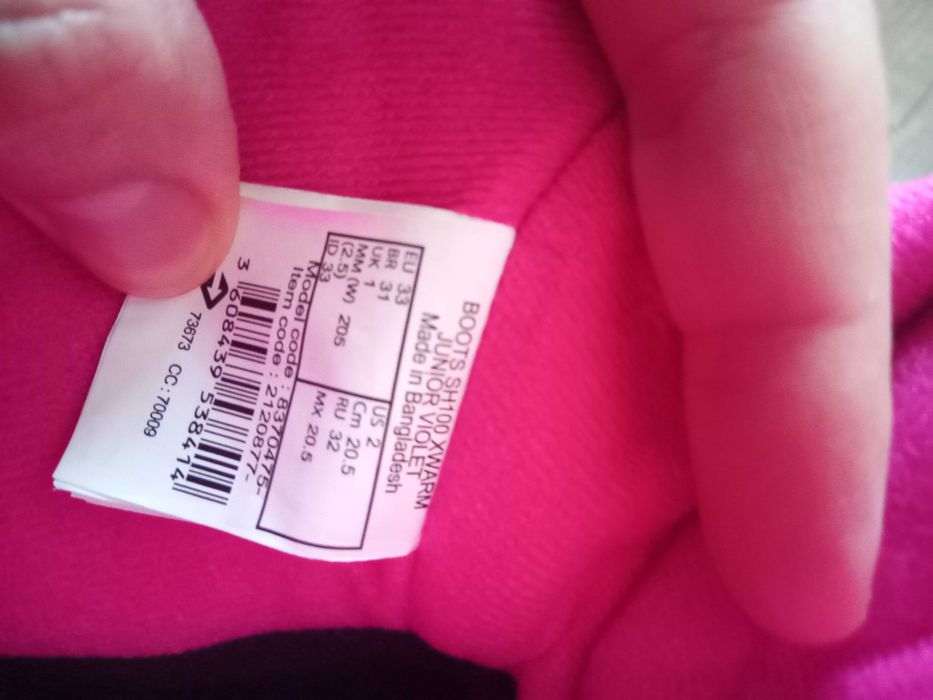 BOOTS SH100 XWARM
JUNIOR VIOLET
Made in Bangladesh
EU 33
BR 31
UK 1
MM (W) 205
(2.5)
ID 33
US 2
Cm 20.5
RU 32
MX 20.5
Model code : 8370475-
Item code : 2120877-
3 608439 538414
73673 CC:70009